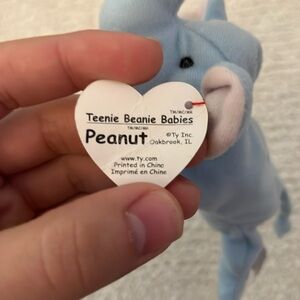 TM/MC/MR
Teenie Beanie Babies
TM/MC/MR
Peanut ©Ty Inc.
Oakbrook, IL
www.ty.com
Printed in China
Imprimé en Chine